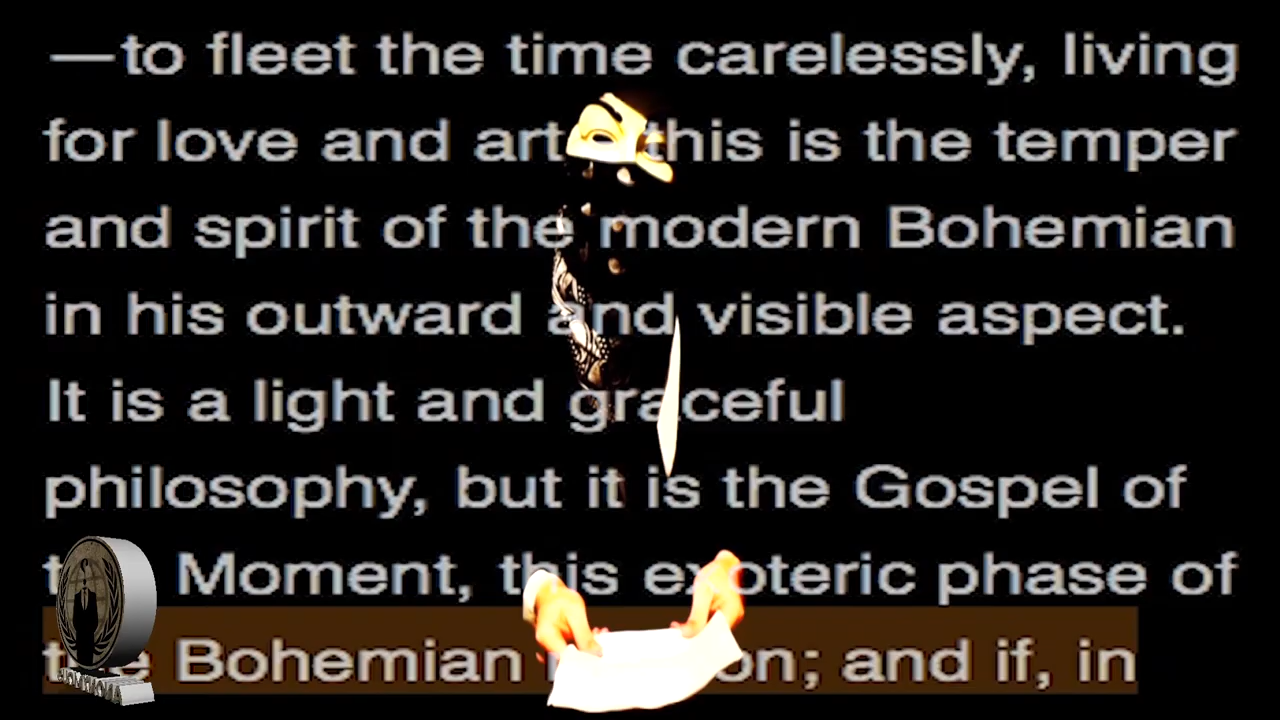 —to fleet the time carelessly, living
for love and art this is the temper
and spirit of the modern Bohemian
in his outward and visible aspect.
It is a light and graceful
philosophy, but it is the Gospel of
the Moment, this exoteric phase of
the Bohemian ; and if, in